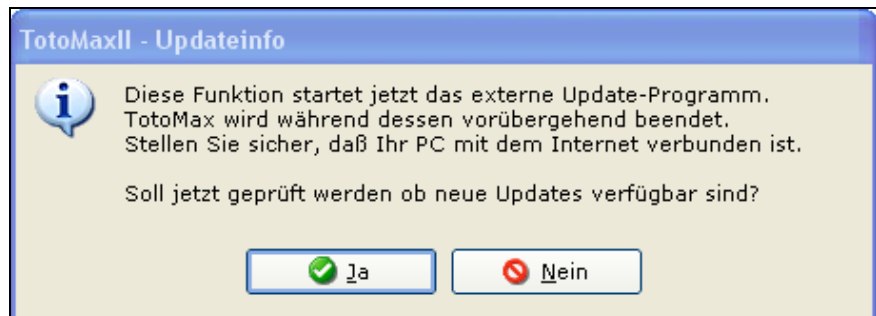 TotoMaxII - Updateinfo
Diese Funktion startet jetzt das externe Update-Programm.
TotoMax wird während dessen vorübergehend beendet.
Stellen Sie sicher, daß Ihr PC mit dem Internet verbunden ist.
Soll jetzt geprüft werden ob neue Updates verfügbar sind?
Ja
Nein